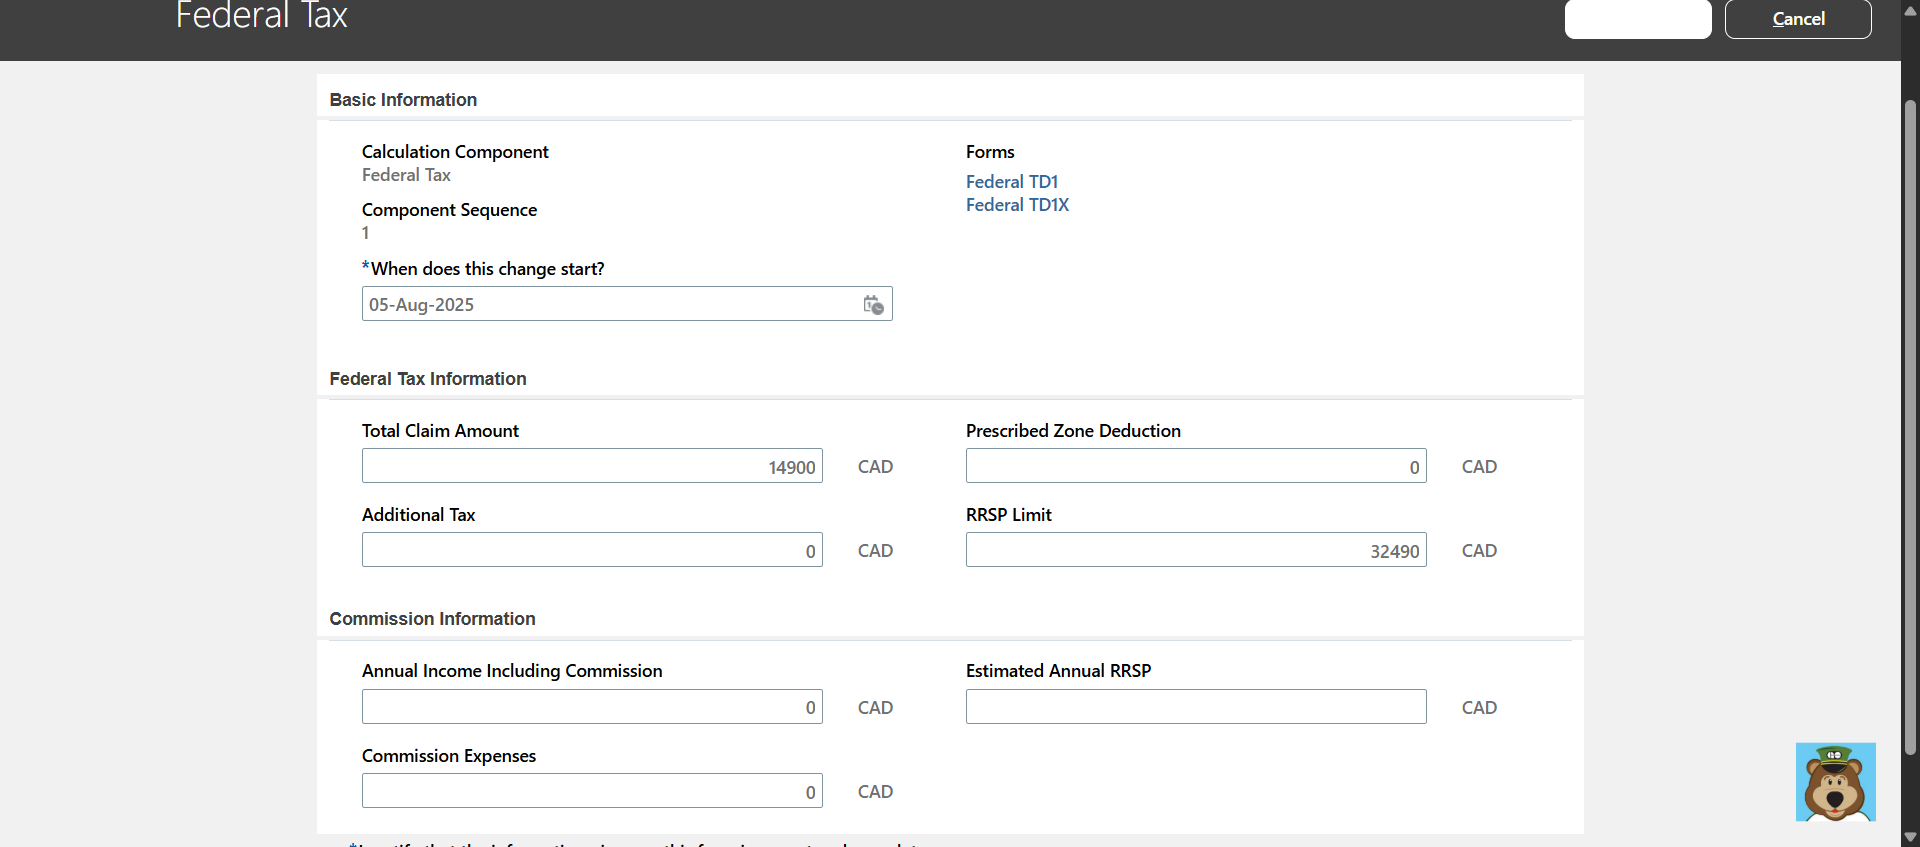 Federal Tax
Cancel
Basic Information
Calculation Component
Federal Tax
Component Sequence
1
*When does this change start?
05-Aug-2025
Forms
Federal TD1
Federal TD1X
Federal Tax Information
Total Claim Amount
14900 CAD
Prescribed Zone Deduction
0 CAD
Additional Tax
0 CAD
RRSP Limit
32490 CAD
Commission Information
Annual Income Including Commission
0 CAD
Estimated Annual RRSP
CAD
Commission Expenses
0 CAD